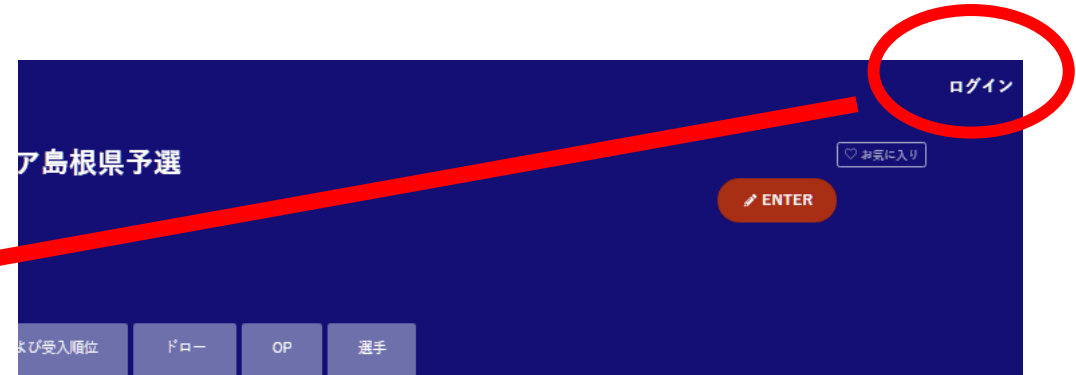 ログイン
ア島根県予選
♡ お気に入り
ENTER
よび受入順位
ドロー
OP
選手